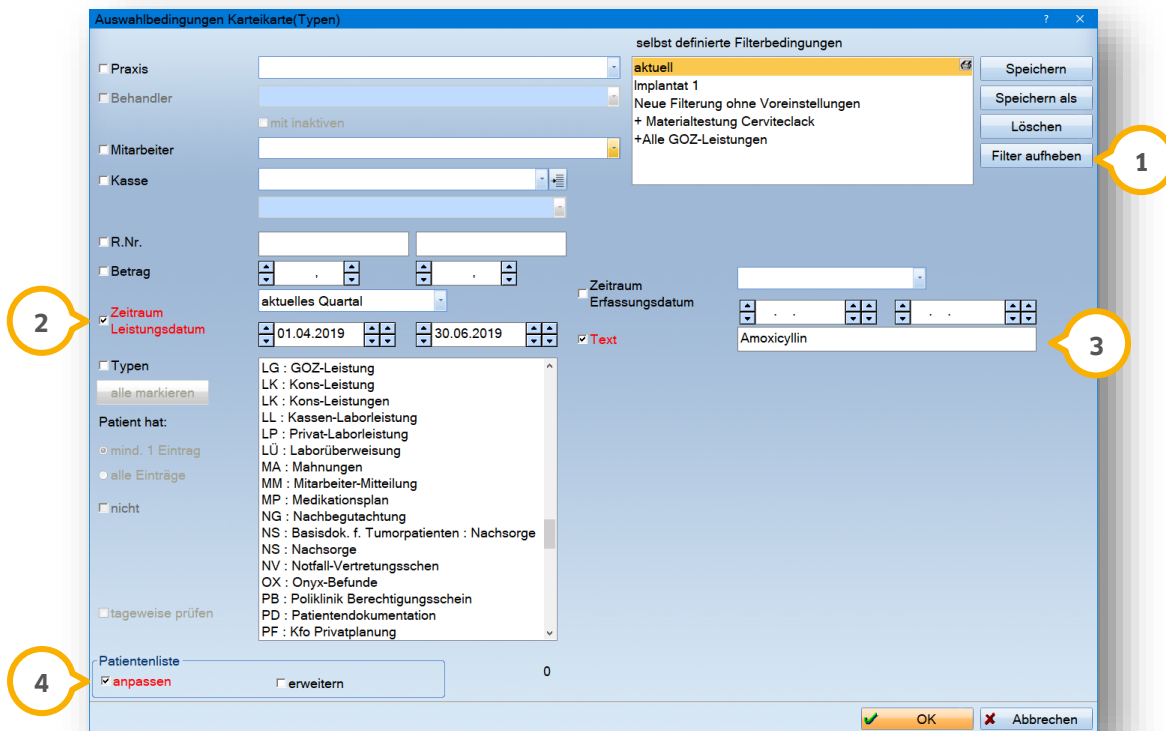 Auswahlbedingungen Karteikarte(Typen)
?
selbst definierte Filterbedingungen
Praxis
Behandler
mit inaktiven
Mitarbeiter
Kasse
aktuell
Implantat 1
Neue Filterung ohne Voreinstellungen
+ Materialtestung Cerviteclack
+Alle GOZ-Leistungen
Speichern
Speichern als
Löschen
Filter aufheben
1
R.Nr.
Betrag
, ,
2
Zeitraum
Leistungsdatum
aktuelles Quartal
01.04.2019 30.06.2019
Zeitraum
Erfassungsdatum
. . . .
Text
Amoxicyllin
3
Typen
alle markieren
Patient hat:
mind. 1 Eintrag
alle Einträge
nicht
tageweise prüfen
LG : GOZ-Leistung
LK : Kons-Leistung
LK : Kons-Leistungen
LL : Kassen-Laborleistung
LP : Privat-Laborleistung
LÜ : Laborüberweisung
MA : Mahnungen
MM : Mitarbeiter-Mitteilung
MP : Medikationsplan
NG : Nachbegutachtung
NS : Basisdok. f. Tumorpatienten : Nachsorge
NS : Nachsorge
NV : Notfall-Vertretungsschen
OX : Onyx-Befunde
PB : Poliklinik Berechtigungsschein
PD : Patientendokumentation
PF : Kfo Privatplanung
Patientenliste
4
anpassen
erweitern
0
OK
Abbrechen